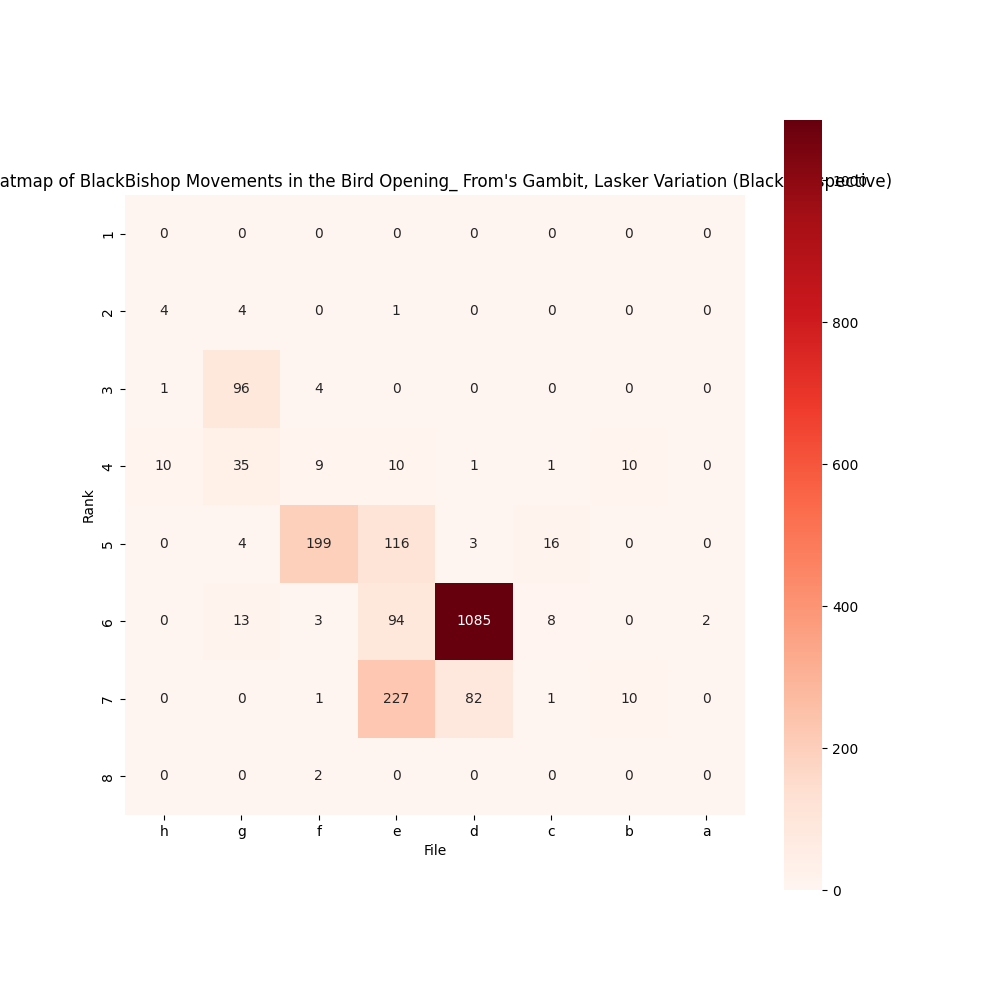 atmap of BlackBishop Movements in the Bird Opening_ From's Gambit, Lasker Variation (Black spective)
1000
1 0 0 0 0 0 0 0 0
2 4 4 0 1 0 0 0 0
800
3 1 96 4 0 0 0 0 0
4 10 35 9 10 1 1 10 0
600
Rank
5 0 4 199 116 3 16 0 0
6 0 13 3 94 1085 8 0 2
400
7 0 0 1 227 82 1 10 0
200
8 0 0 2 0 0 0 0 0
h g f e d c b a
File
0